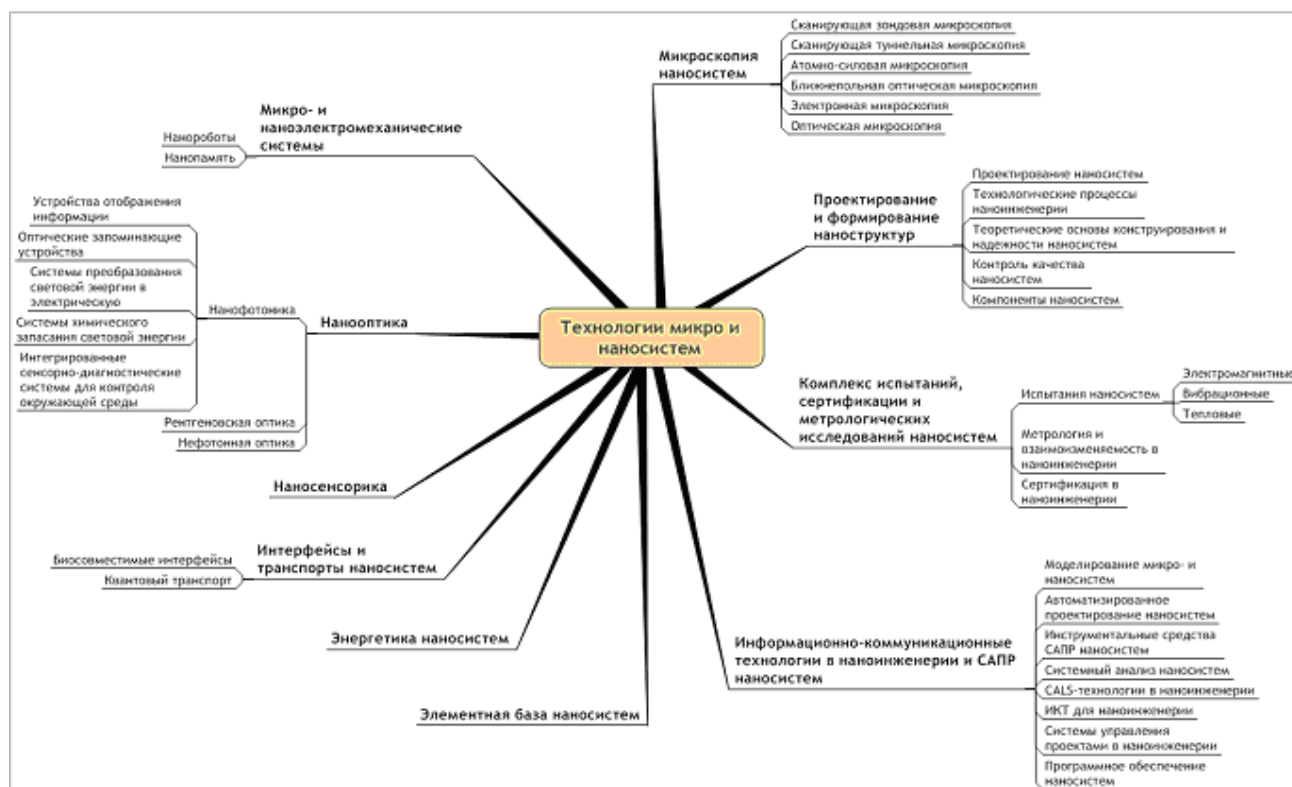 Технологии микро и
наносистем
Микроскопия
наносистем
Сканирующая зондовая микроскопия
Сканирующая туннельная микроскопия
Атомно-силовая микроскопия
Ближнепольная оптическая микроскопия
Электронная микроскопия
Оптическая микроскопия
Проектирование
и формирование
наноструктур
Проектирование наносистем
Технологические процессы
наноинженерии
Теоретические основы конструирования и
надежности наносистем
Контроль качества
наносистем
Компоненты наносистем
Комплекс испытаний,
сертификации и
метрологических
исследований наносистем
Испытания наносистем
Электромагнитные
Вибрационные
Тепловые
Метрология и
взаимоизменяемость в
наноинженерии
Сертификация в
наноинженерии
Информационно-коммуникационные
технологии в наноинженерии и САПР
наносистем
Моделирование микро- и
наносистем
Автоматизированное
проектирование наносистем
Инструментальные средства
САПР наносистем
Системный анализ наносистем
CALS-технологии в наноинженерии
ИКТ для наноинженерии
Системы управления
проектами в наноинженерии
Программное обеспечение
наносистем
Микро- и
наноэлектромеханические
системы
Нанороботы
Нанопамять
Нанооптика
Нанофотоника
Устройства отображения
информации
Оптические запоминающие
устройства
Системы преобразования
световой энергии в
электрическую
Системы химического
запасания световой энергии
Интегрированные
сенсорно-диагностические
системы для контроля
окружающей среды
Рентгеновская оптика
Нефотонная оптика
Наносенсорика
Интерфейсы и
транспорты наносистем
Биосовместимые интерфейсы
Квантовый транспорт
Энергетика наносистем
Элементная база наносистем